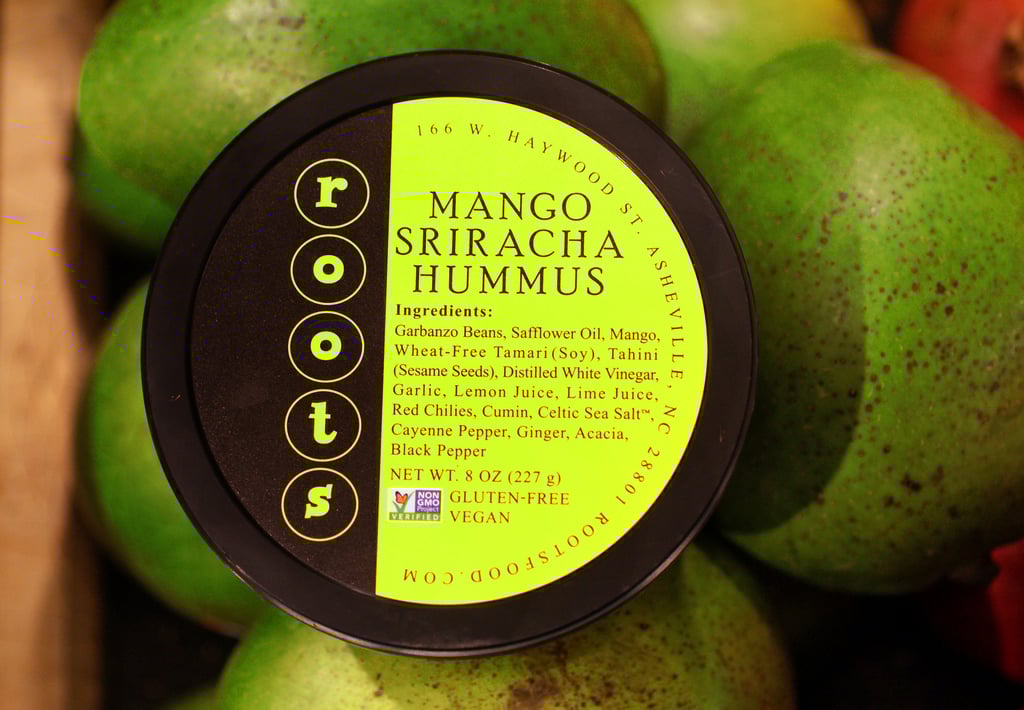 roots
166 W. HAYWOOD ST. ASHEVILLE, NC 28801 ROOTSFOOD.COM
MANGO
SRIRACHA
HUMMUS
Ingredients:
Garbanzo Beans, Safflower Oil, Mango,
Wheat-Free Tamari (Soy), Tahini
(Sesame Seeds), Distilled White Vinegar,
Garlic, Lemon Juice, Lime Juice,
Red Chilies, Cumin, Celtic Sea Salt™,
Cayenne Pepper, Ginger, Acacia,
Black Pepper
NET WT. 8 OZ (227 g)
NON
GMO
Project
VERIFIED
GLUTEN-FREE
VEGAN